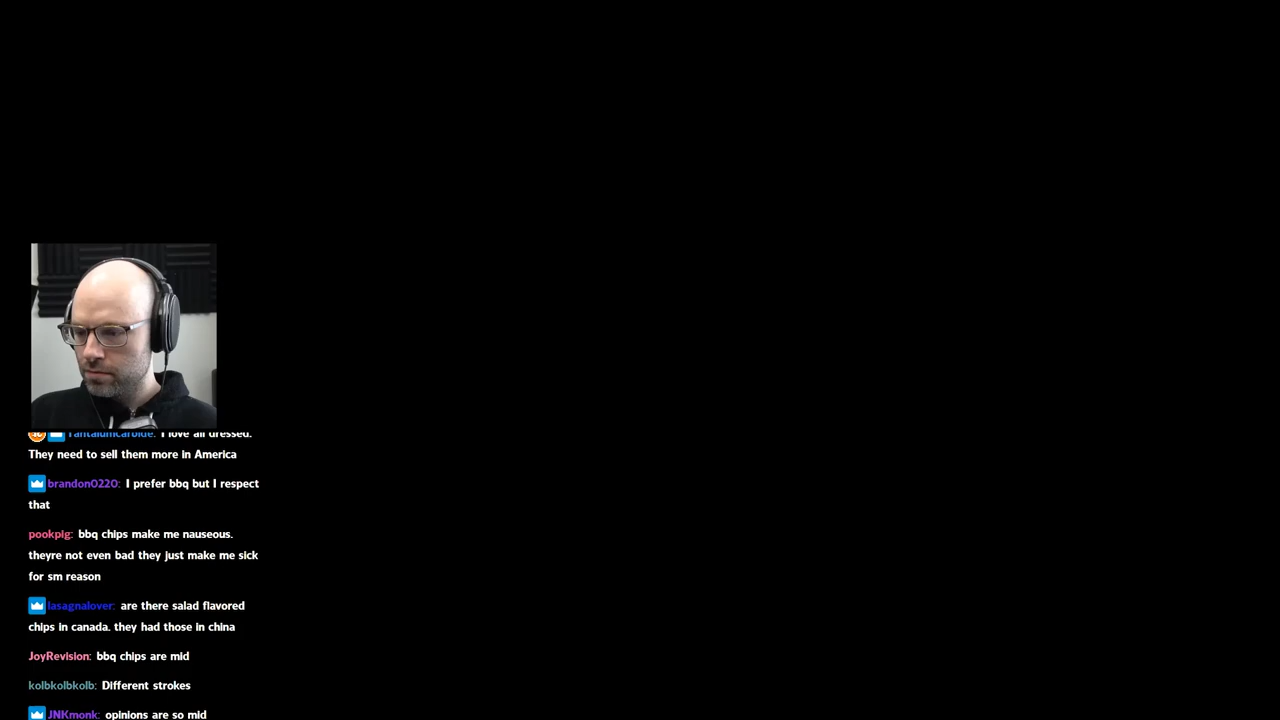 Tantalumcarbide: I love all dressed.
They need to sell them more in America
brandon0220: I prefer bbq but I respect
that
pookpig: bbq chips make me nauseous.
theyre not even bad they just make me sick
for sm reason
lasagnalover: are there salad flavored
chips in canada. they had those in china
JoyRevision: bbq chips are mid
kolbkolbkolb: Different strokes
JNKmonk: opinions are so mid